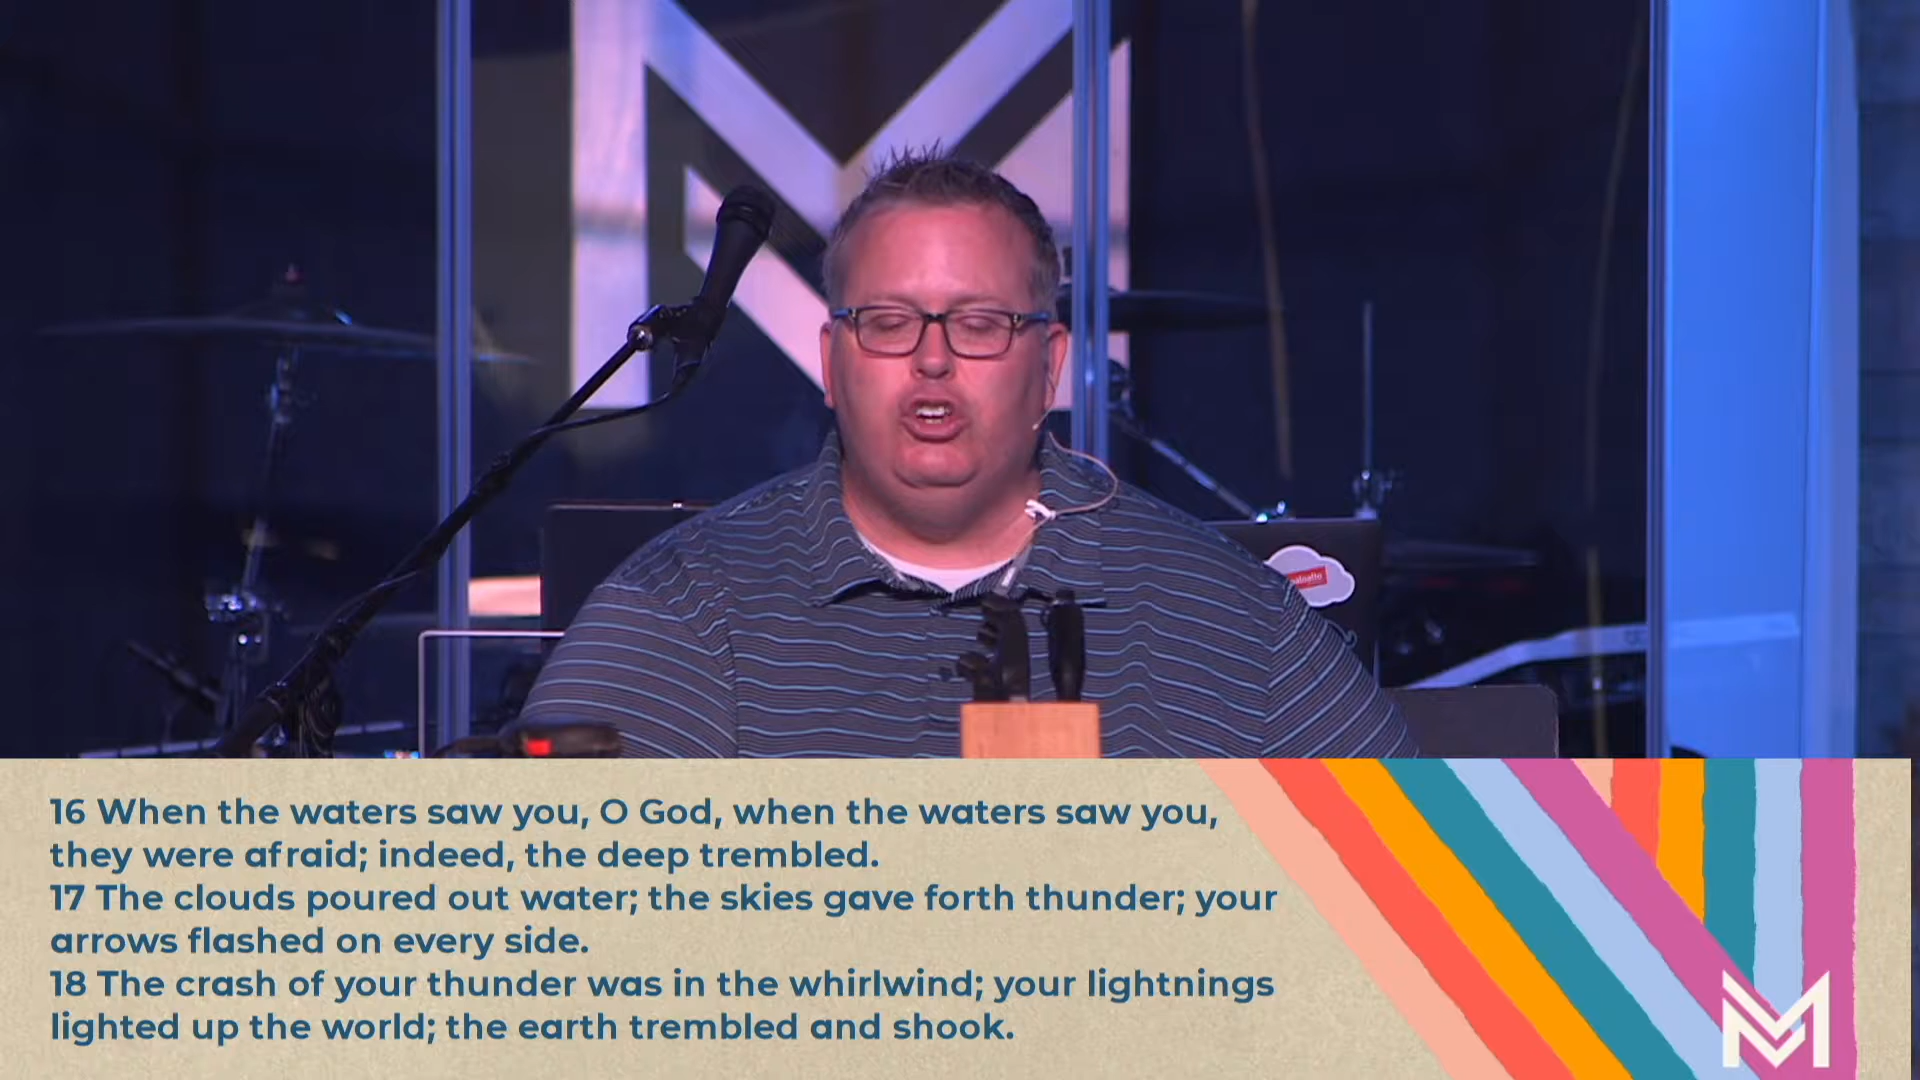 paloalto
16 When the waters saw you, O God, when the waters saw you,
they were afraid; indeed, the deep trembled.
17 The clouds poured out water; the skies gave forth thunder; your
arrows flashed on every side.
18 The crash of your thunder was in the whirlwind; your lightnings
lighted up the world; the earth trembled and shook.